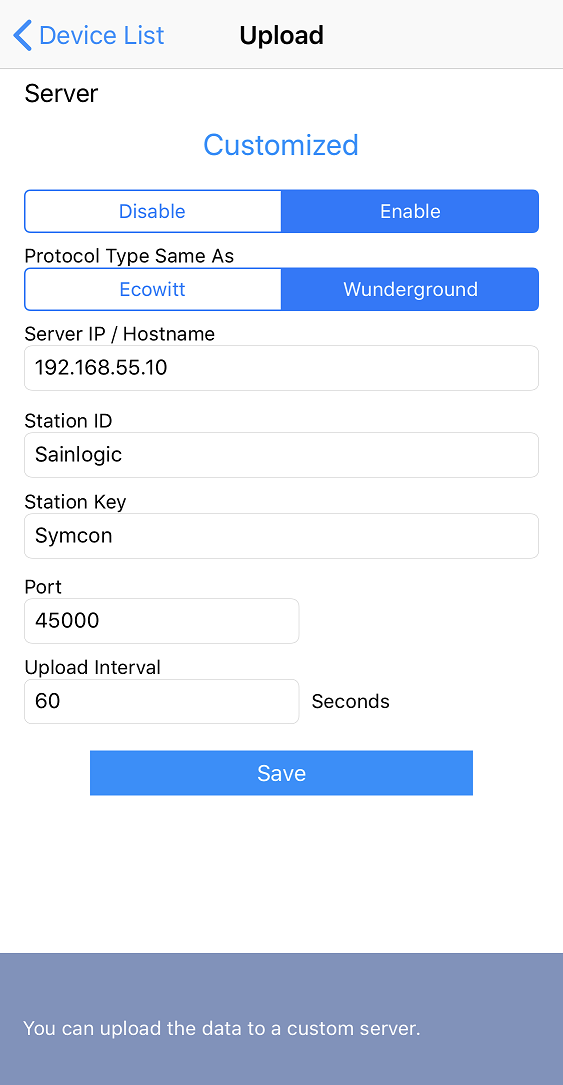 Device List Upload
Server
Customized
Disable Enable
Protocol Type Same As
Ecowitt Wunderground
Server IP / Hostname
192.168.55.10
Station ID
Sainlogic
Station Key
Symcon
Port
45000
Upload Interval
60 Seconds
Save
You can upload the data to a custom server.